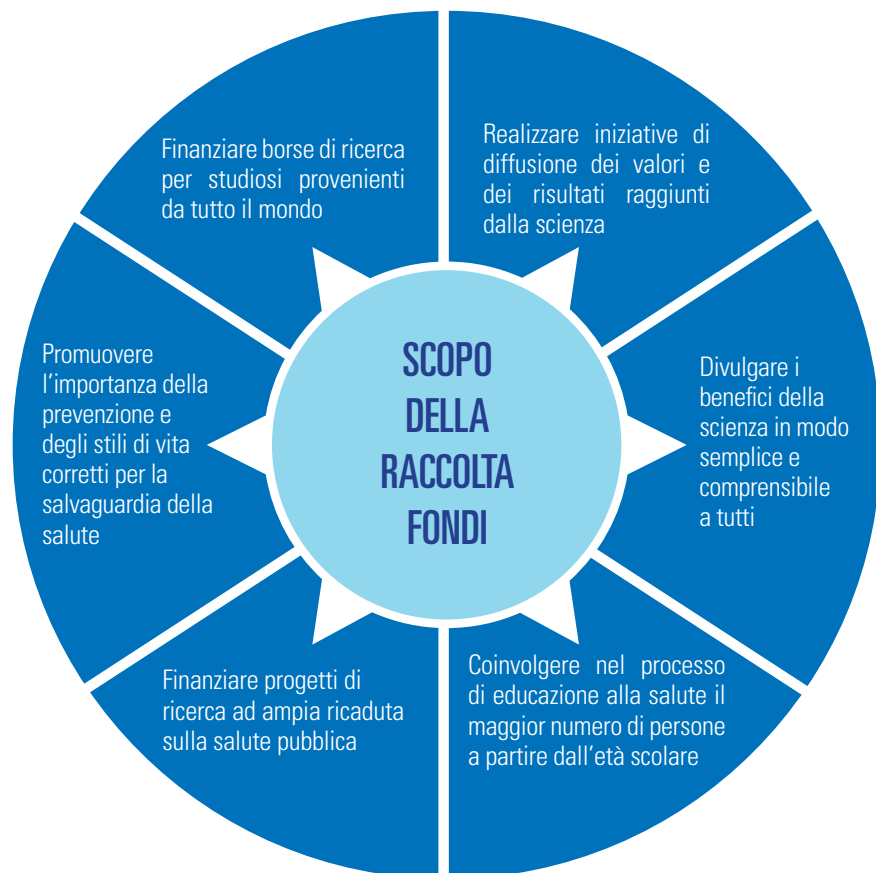 SCOPO
DELLA
RACCOLTA
FONDI
Realizzare iniziative di
diffusione dei valori e
dei risultati raggiunti
dalla scienza
Divulgare i
benefici della
scienza in modo
semplice e
comprensibile
a tutti
Coinvolgere nel processo
di educazione alla salute il
maggior numero di persone
a partire dall'età scolare
Finanziare progetti di
ricerca ad ampia ricaduta
sulla salute pubblica
Promuovere
l'importanza della
prevenzione e
degli stili di vita
corretti per la
salvaguardia della
salute
Finanziare borse di ricerca
per studiosi provenienti
da tutto il mondo